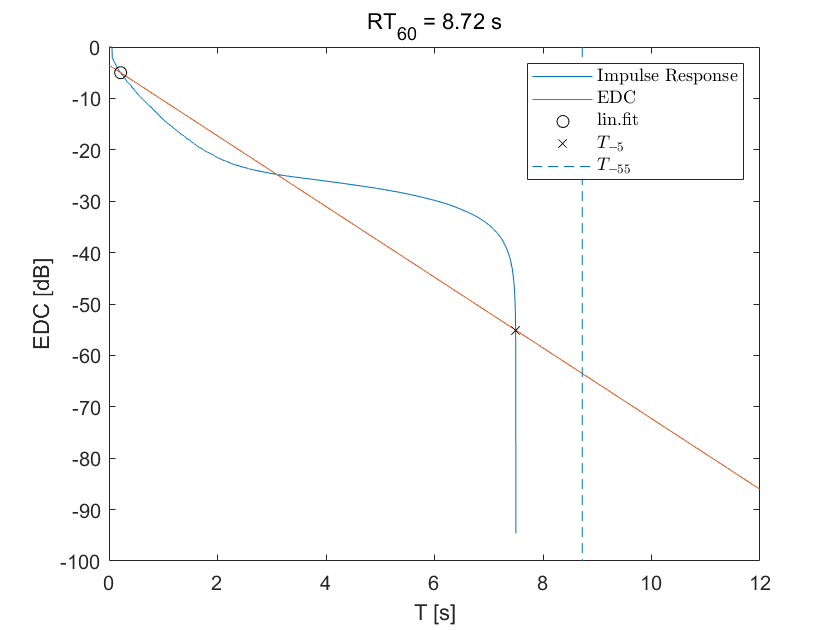 RT60 = 8.72 s
0
-10
-20
-30
-40
-50
-60
-70
-80
-90
-100
EDC [dB]
Impulse Response
EDC
lin.fit
T−5
T−55
0 2 4 6 8 10 12
T [s]